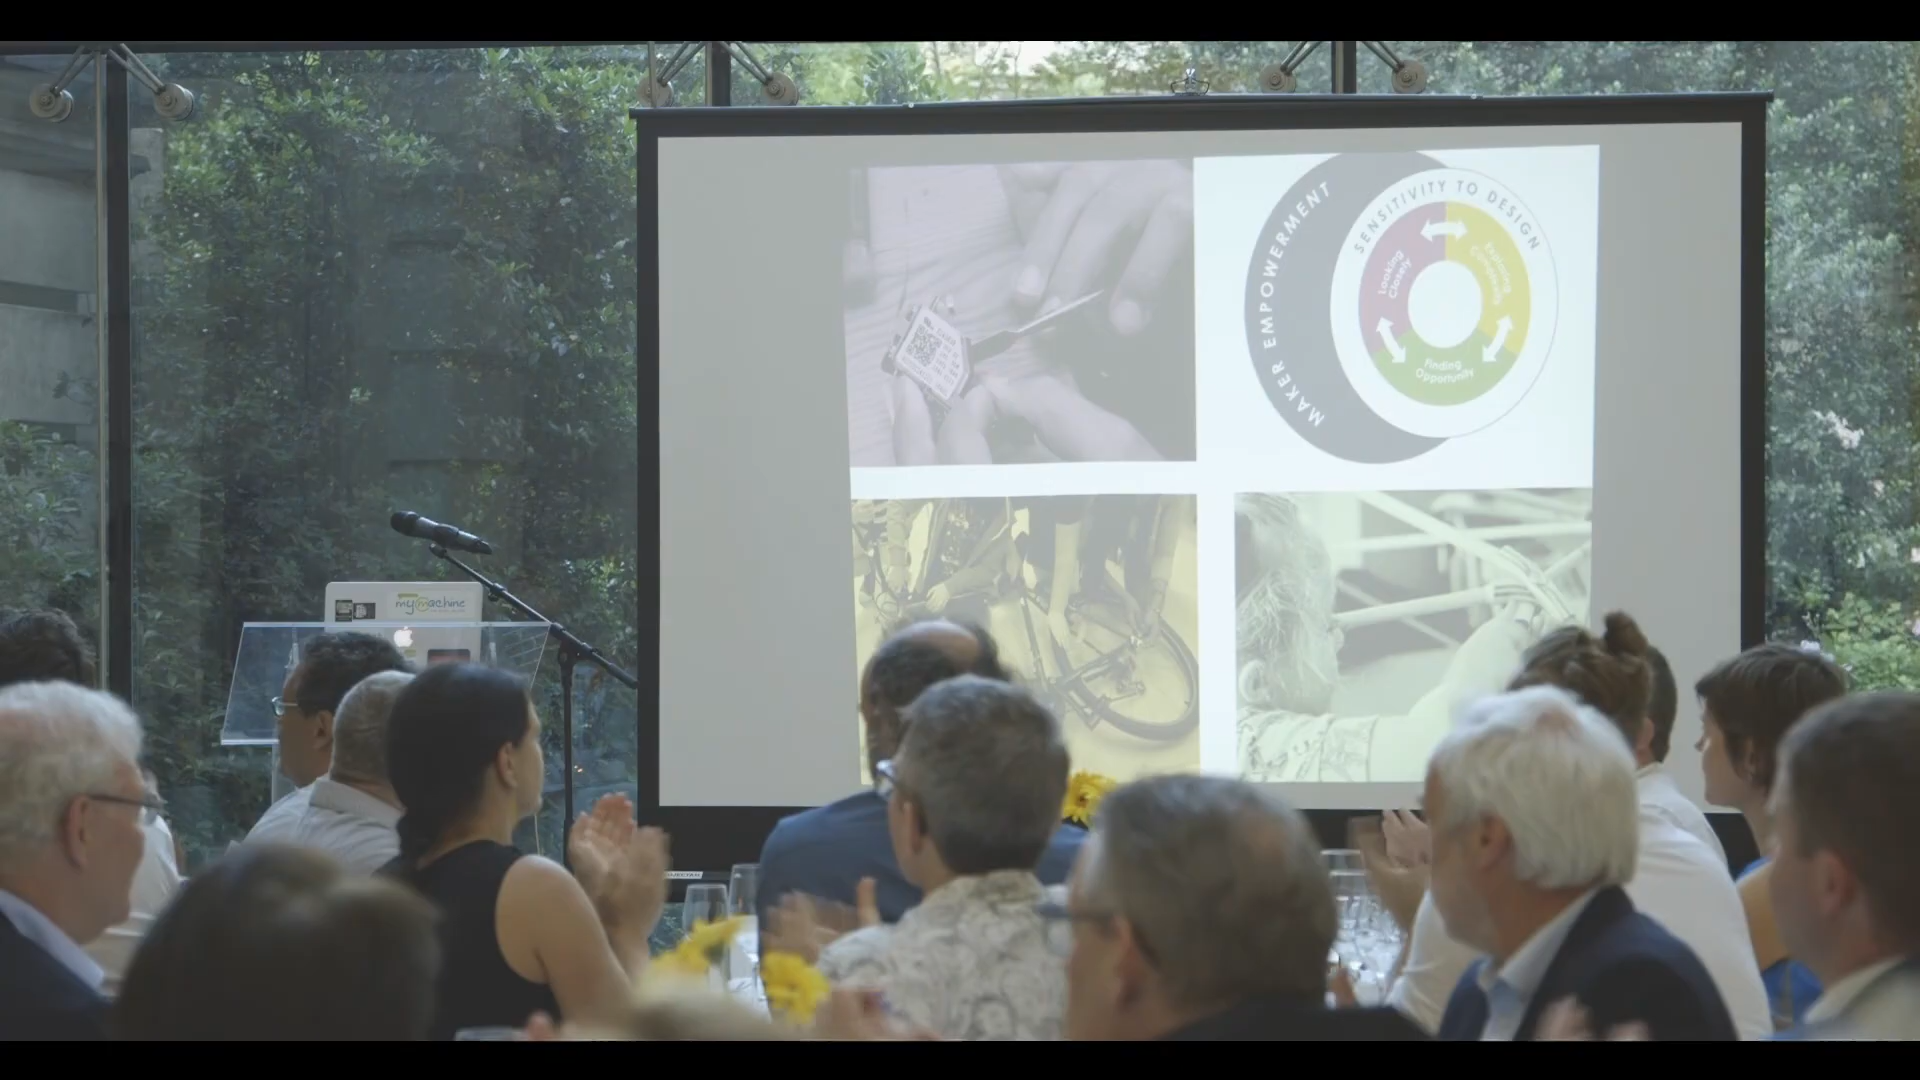 MAKER EMPOWERMENT
SENSITIVITY TO DESIGN
Looking
Closely
Exploring
Complexity
Finding
Opportunity
mymachine